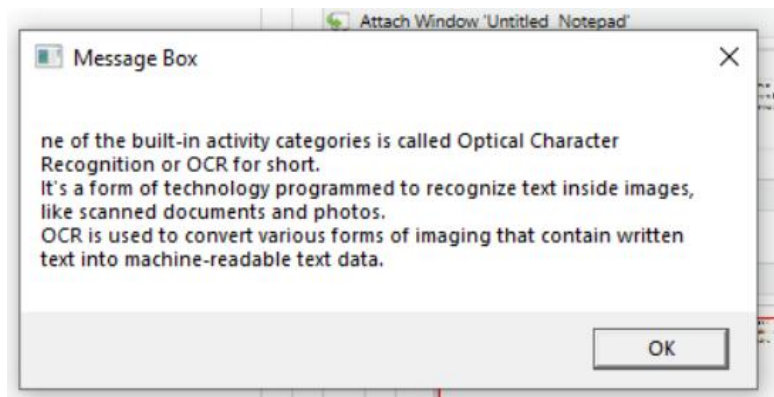 Attach Window 'Untitled Notepad'
Message Box
ne of the built-in activity categories is called Optical Character
Recognition or OCR for short.
It's a form of technology programmed to recognize text inside images,
like scanned documents and photos.
OCR is used to convert various forms of imaging that contain written
text into machine-readable text data.
OK